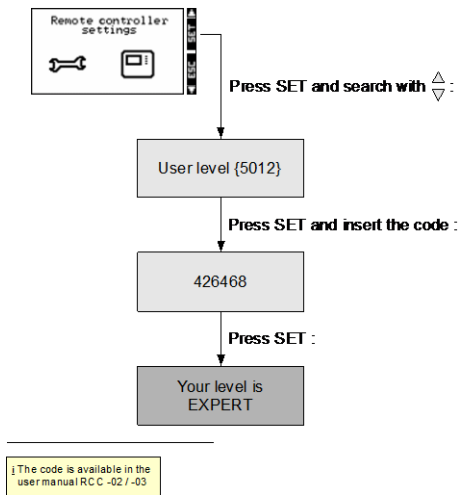 Remote controller
settings
SET
ESC
Press SET and search with :
User level {5012}
Press SET and insert the code :
426468
Press SET :
Your level is
EXPERT
i The code is available in the
user manual RCC -02 / -03